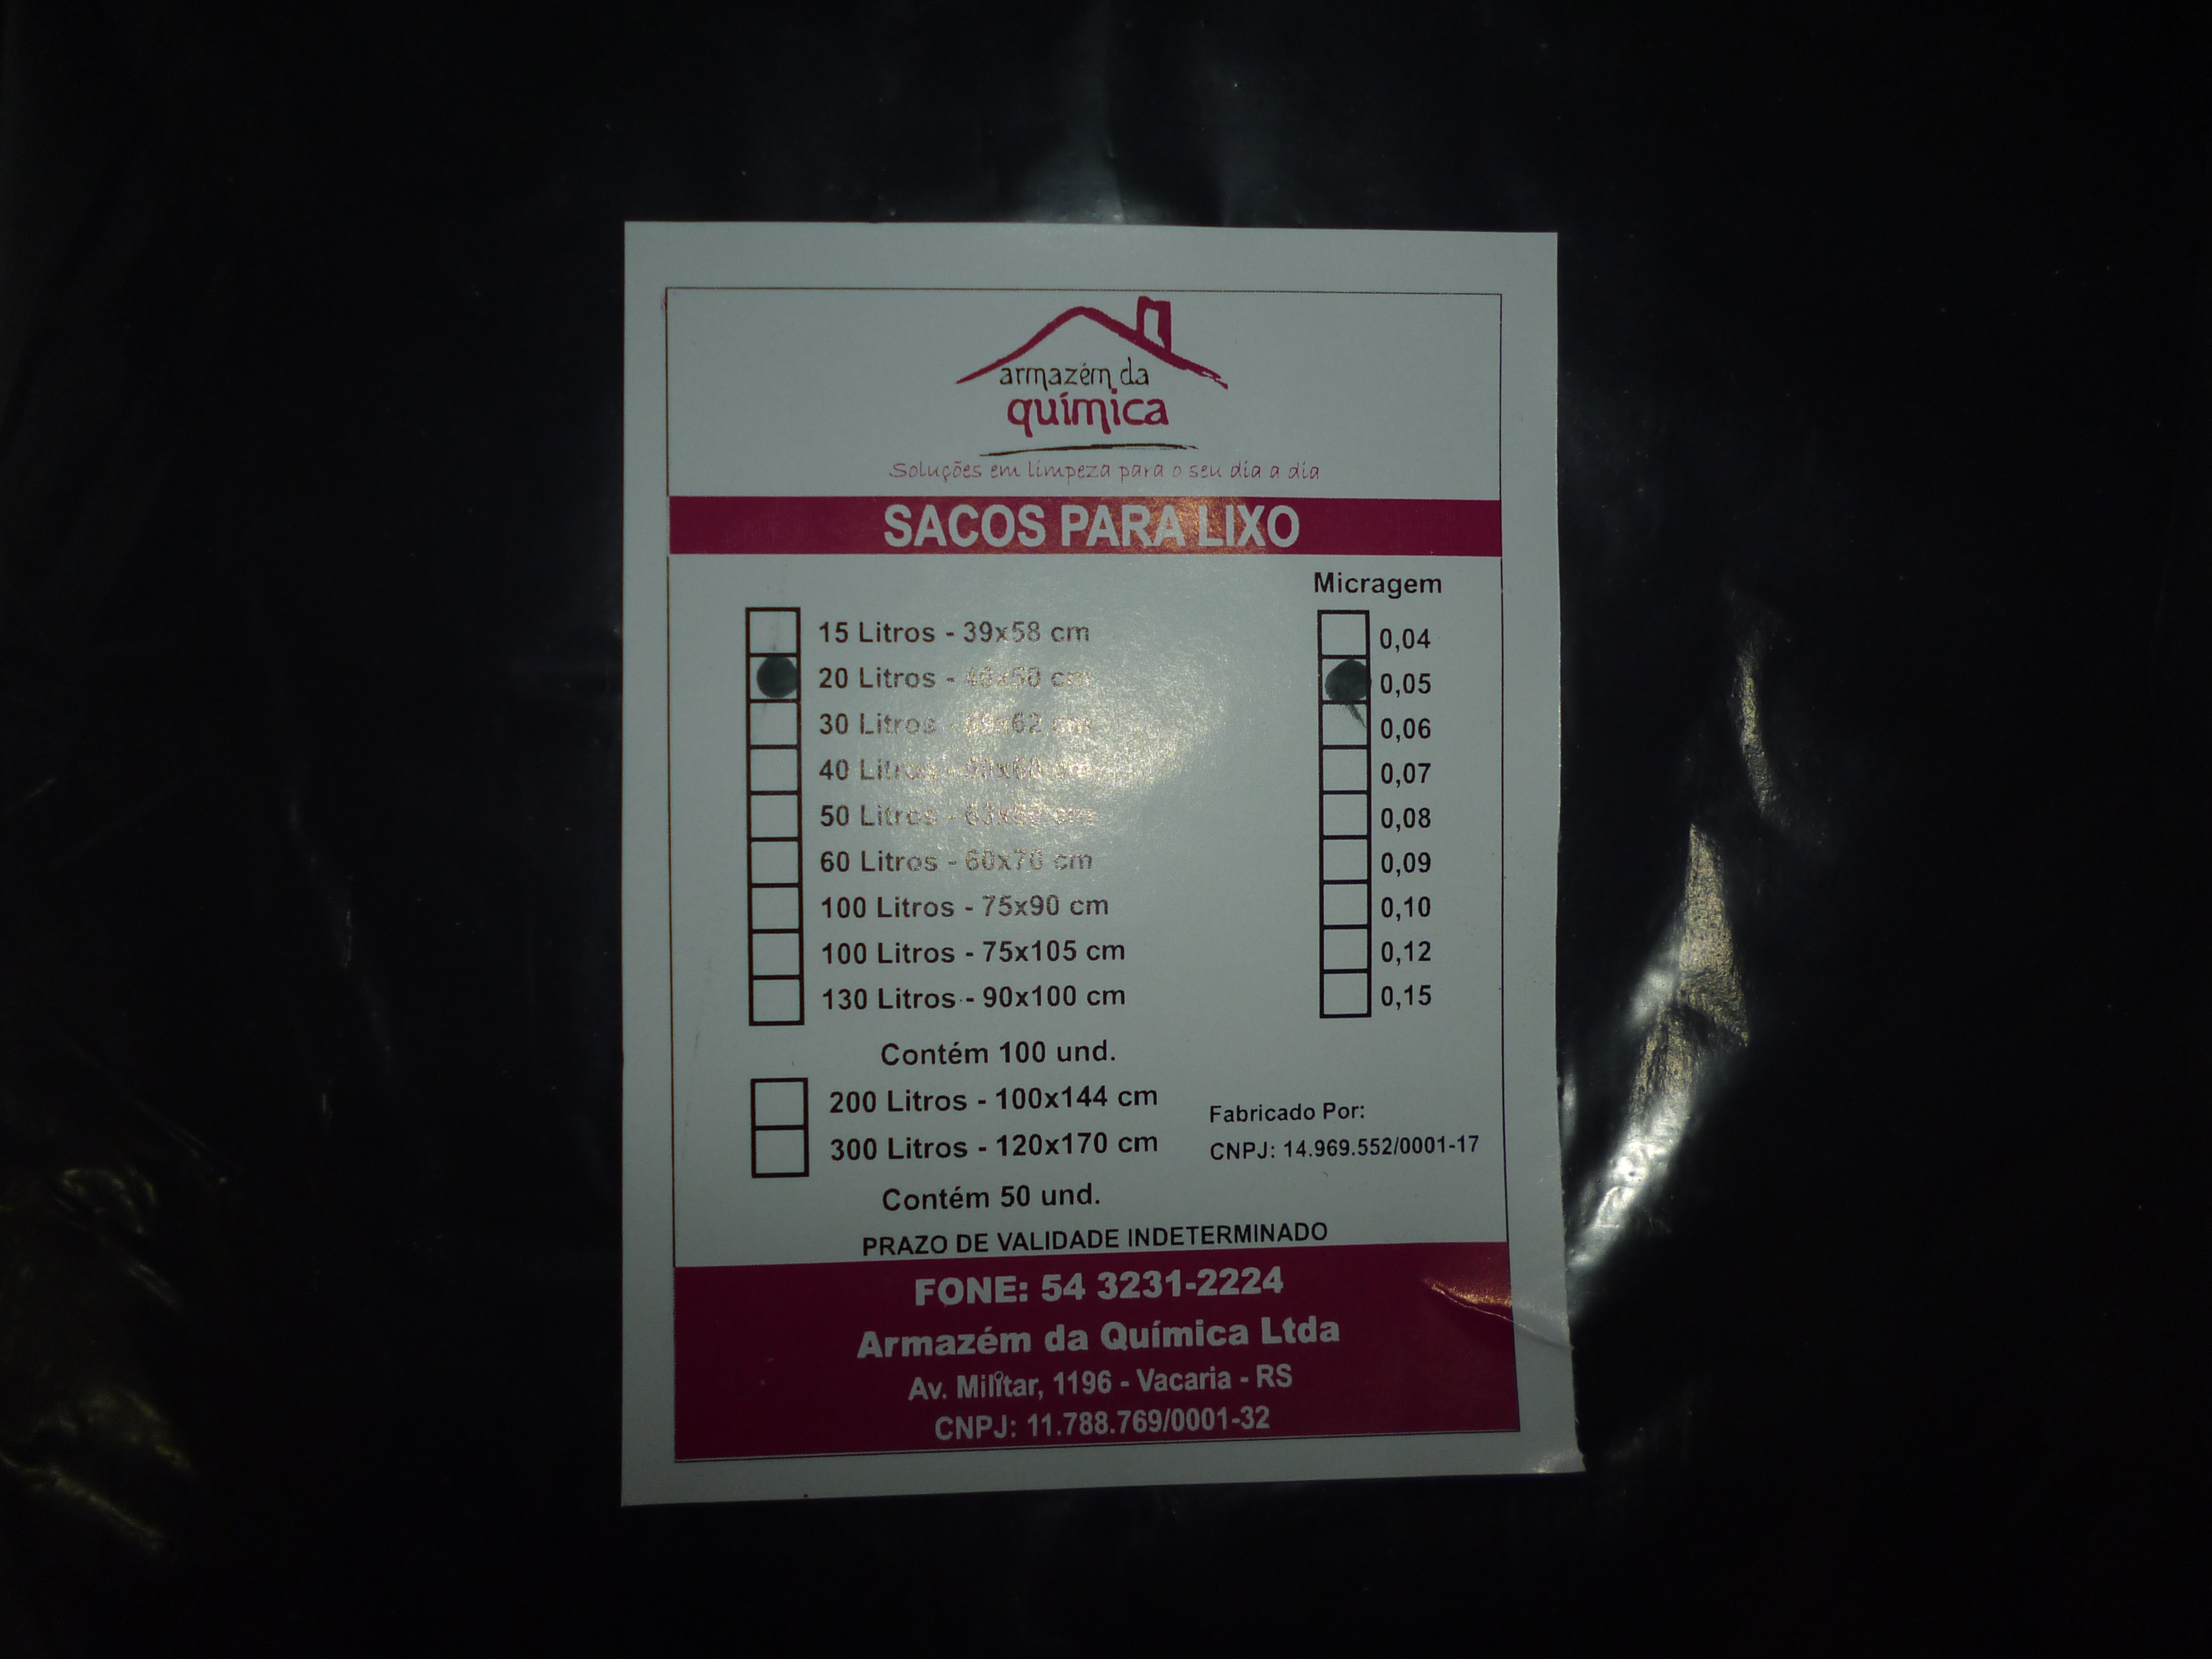 armazém da
química
Soluções em limpeza para o seu dia a dia
SACOS PARA LIXO
Micragem
15 Litros - 39x58 cm
20 Litros -
30 Litros -
40 Litros -
50 Litros -
60 Litros - 60x70 cm
100 Litros - 75x90 cm
100 Litros - 75x105 cm
130 Litros - 90x100 cm
0,04
0,05
0,06
0,07
0,08
0,09
0,10
0,12
0,15
Contém 100 und.
200 Litros - 100x144 cm
300 Litros - 120x170 cm
Fabricado Por:
CNPJ: 14.969.552/0001-17
Contém 50 und.
PRAZO DE VALIDADE INDETERMINADO
FONE: 54 3231-2224
Armazém da Química Ltda
Av. Militar, 1196 - Vacaria - RS
CNPJ: 11.788.769/0001-32